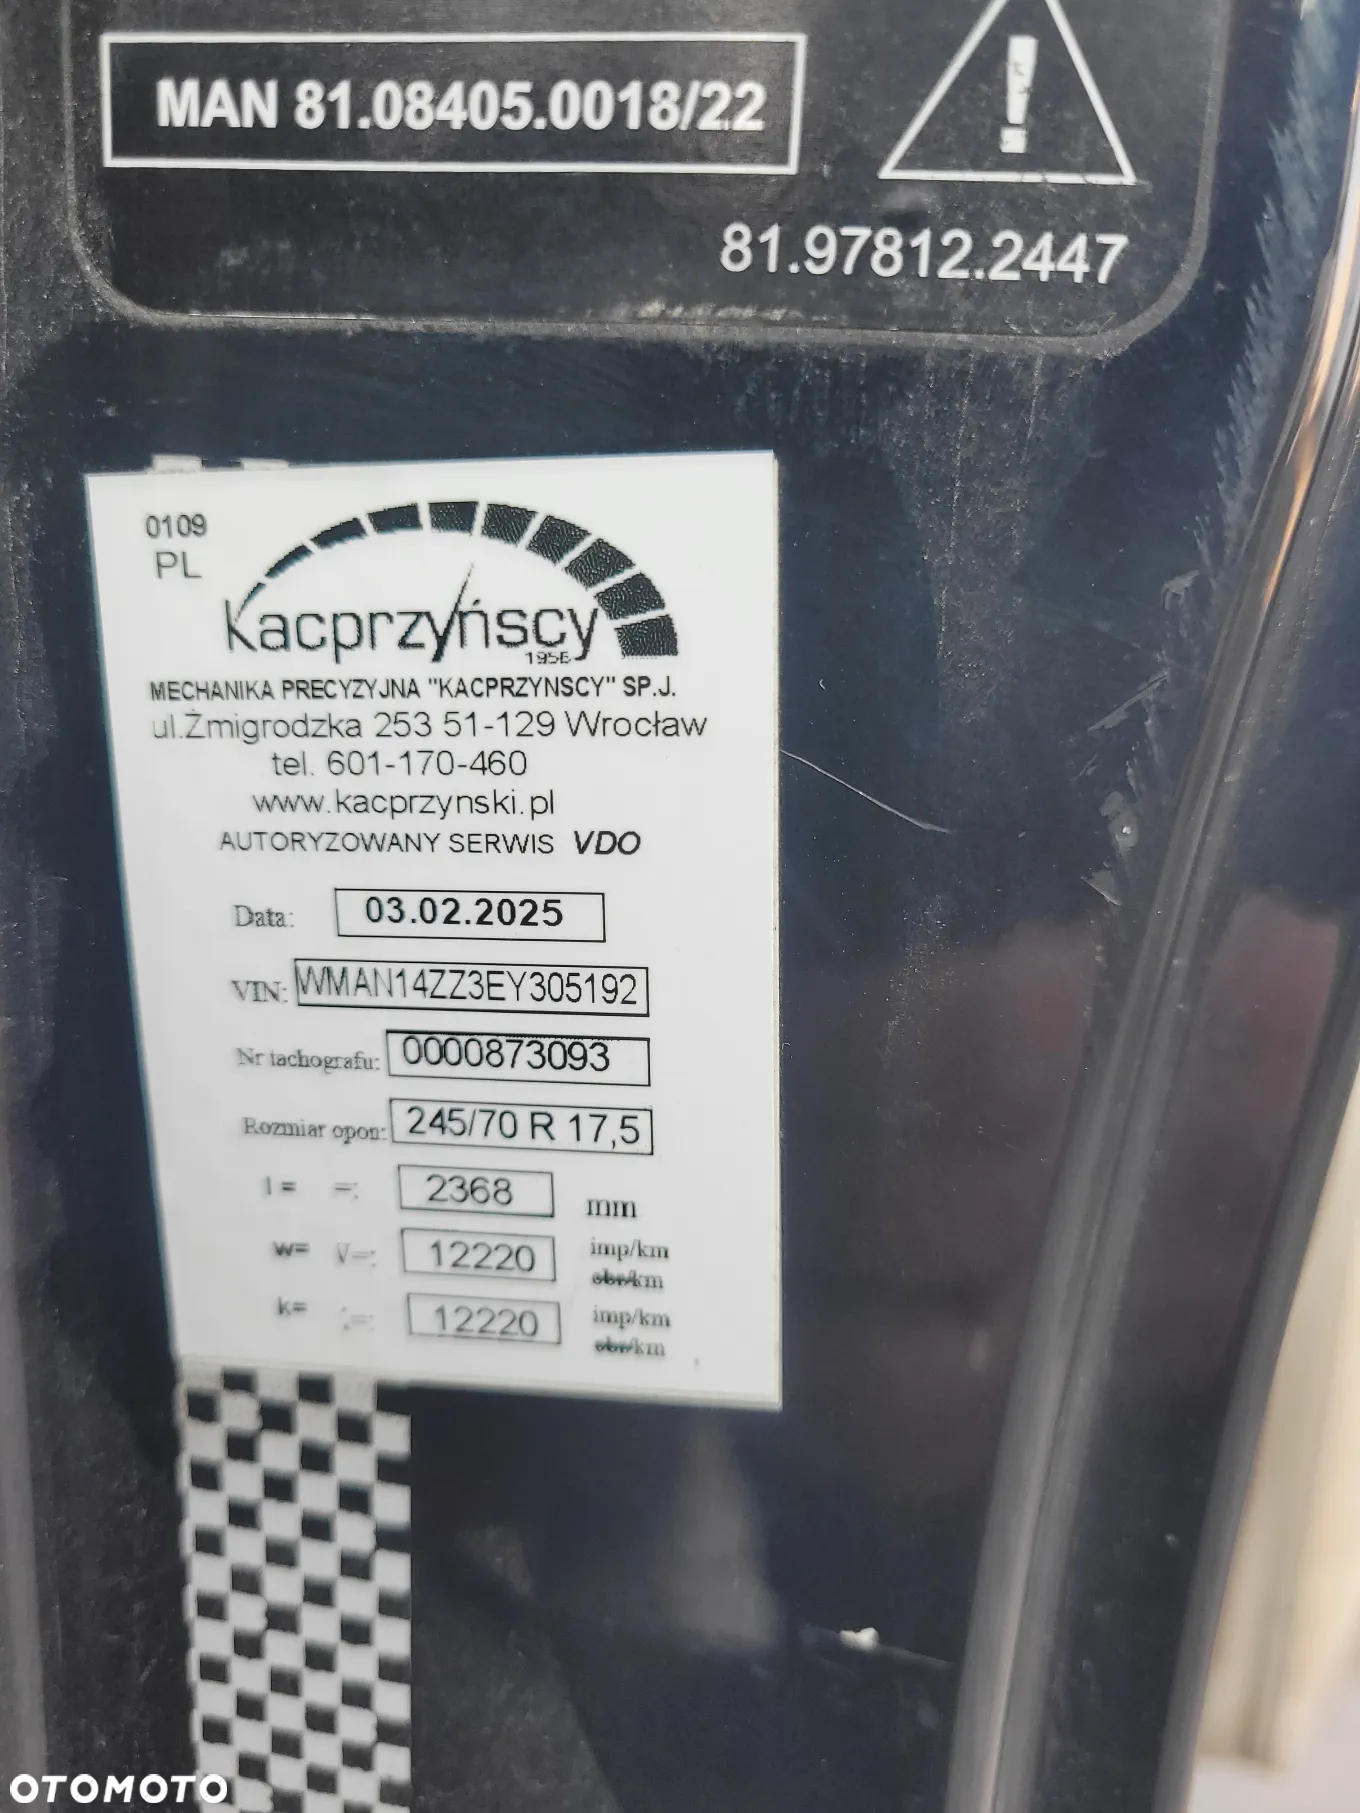 MAN 81.08405.0018/22
81.97812.2447
0109
PL
Kacprzyńscy
1956
MECHANIKA PRECYZYJNA "KACPRZYNSCY" SP.J.
ul.Żmigrodzka 253 51-129 Wrocław
tel. 601-170-460
www.kacprzynski.pl
AUTORYZOWANY SERWIS VDO
Data: 03.02.2025
VIN: WMAN14ZZ3EY305192
Nr tachografu: 0000873093
Rozmiar opon: 245/70 R 17,5
l = =: 2368 mm
w= V=: 12220 imp/km
obr/km
k= :=: 12220 imp/km
obr/km
OTOMOTO